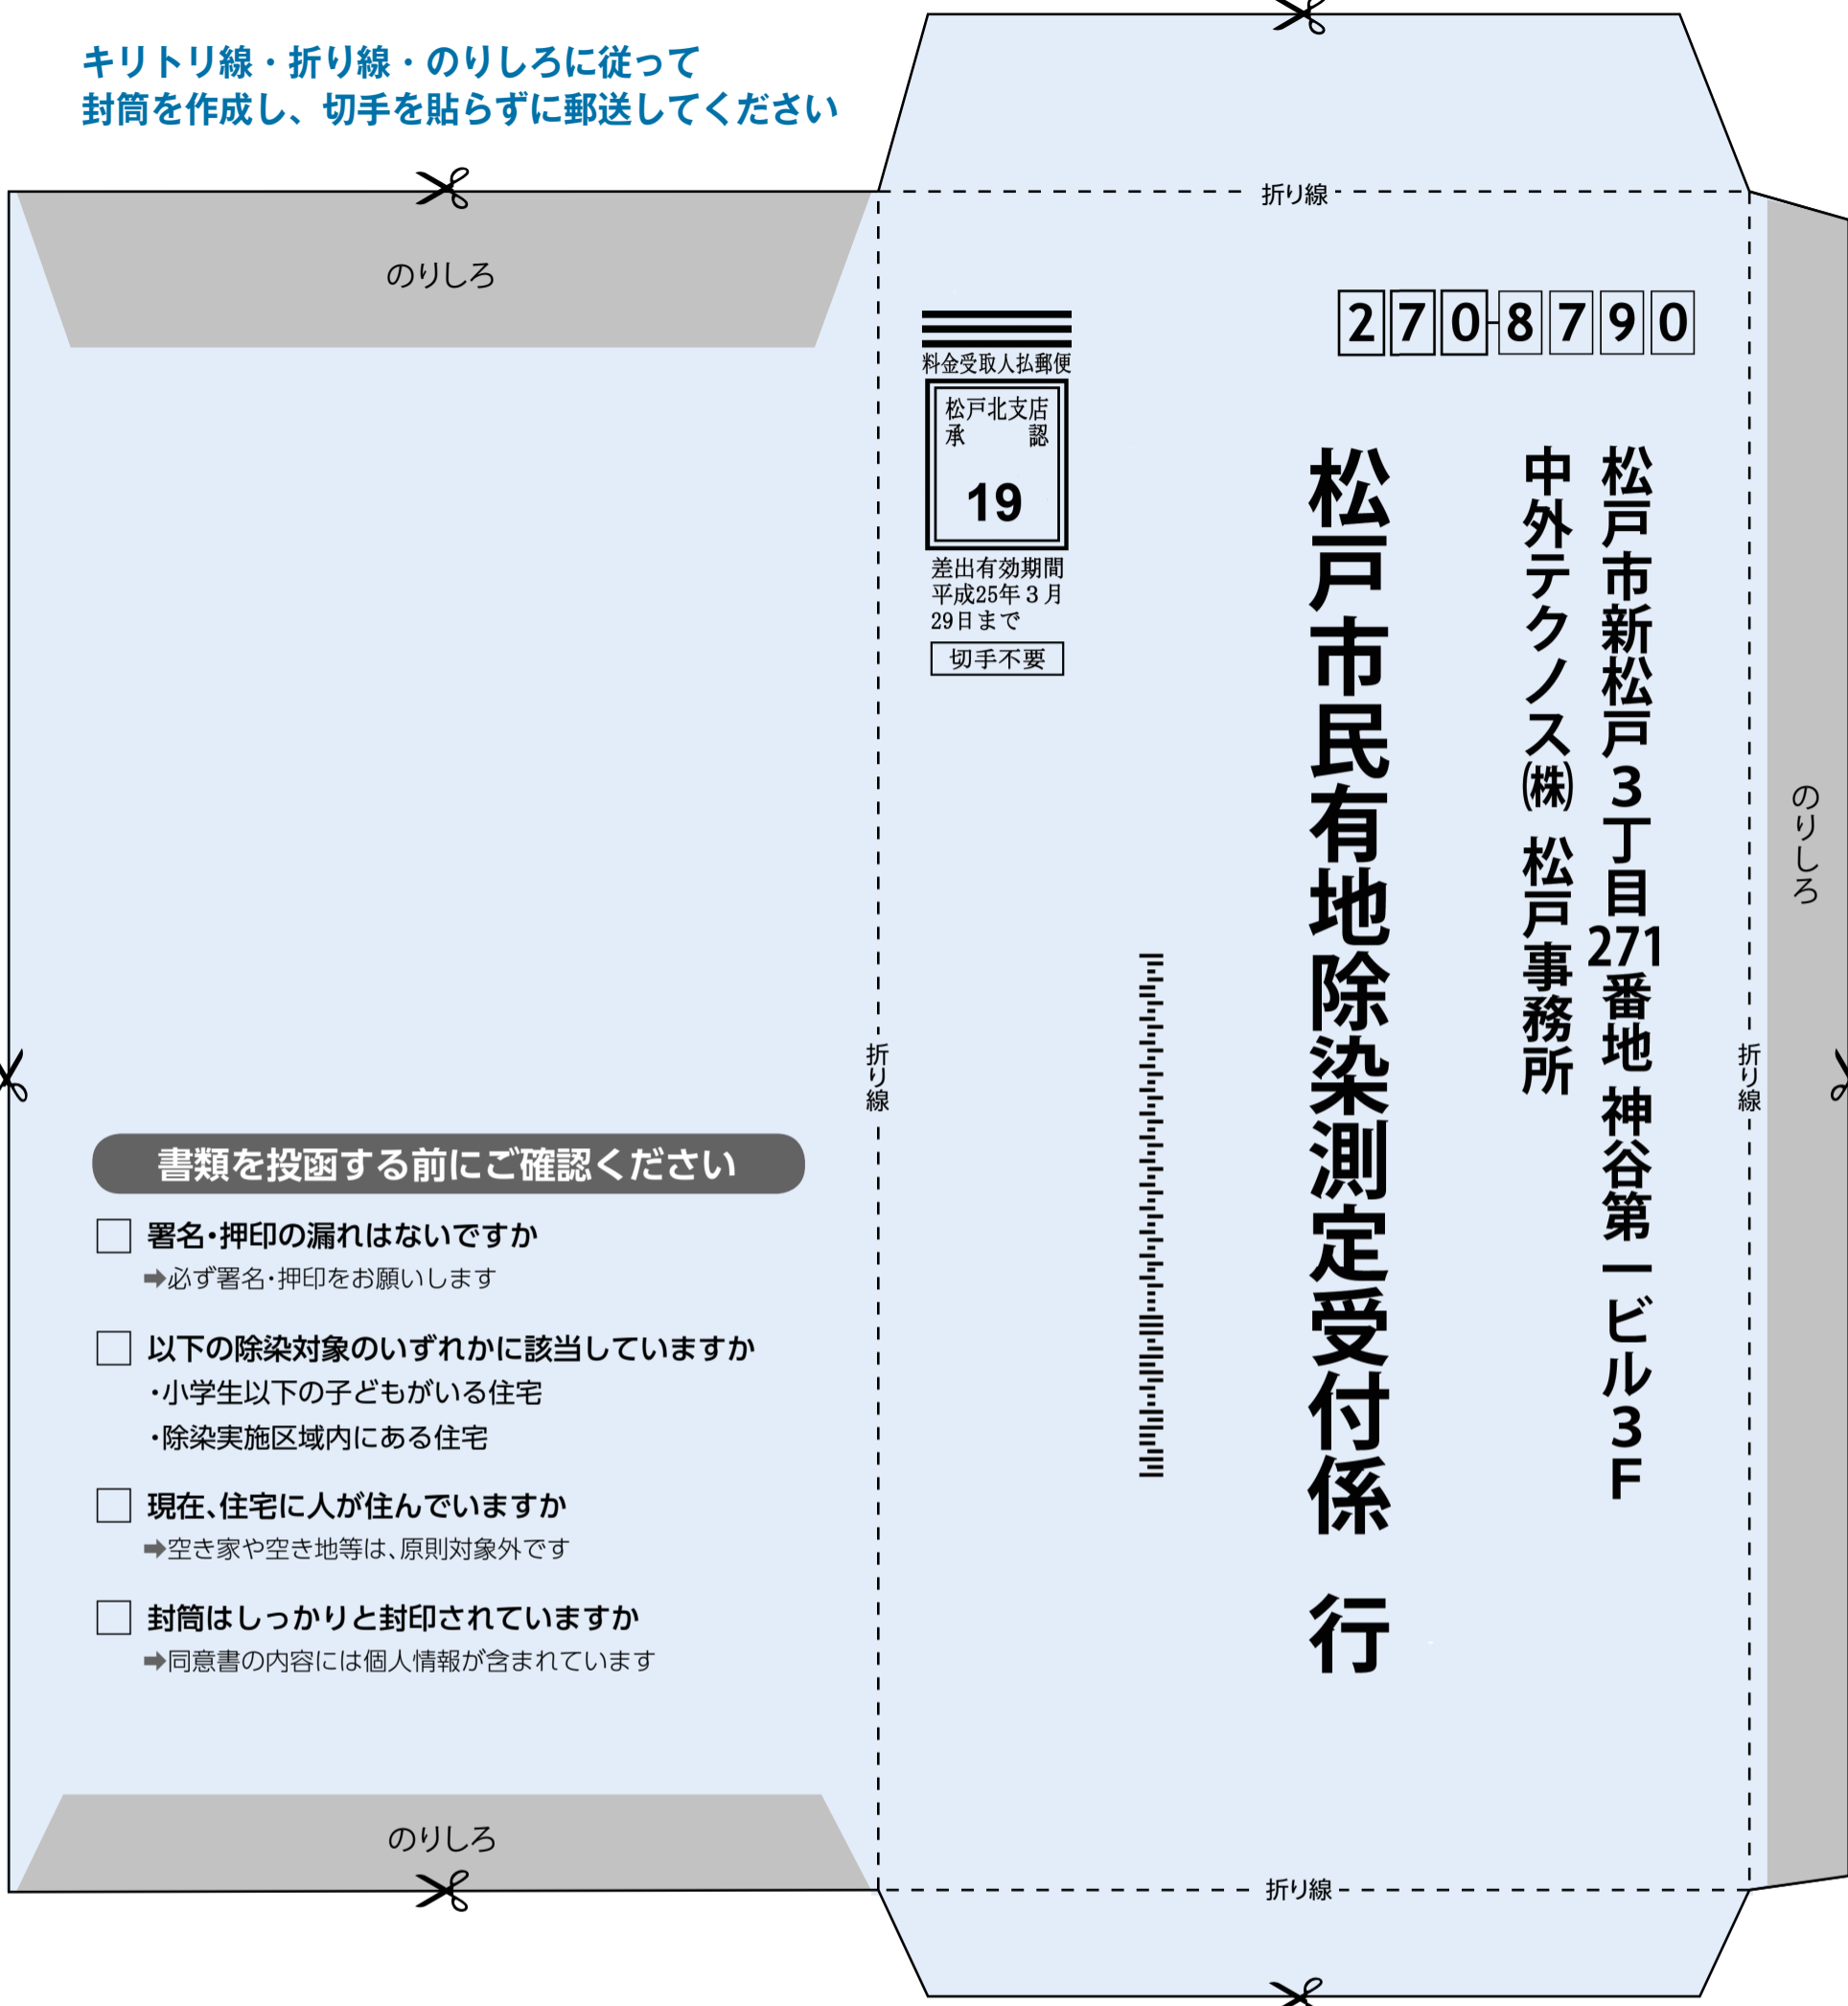 キリトリ線・折り線・のりしろに従って
封筒を作成し、切手を貼らずに郵送してください
のりしろ
書類を投函する前にご確認ください
署名・押印の漏れはないですか
➡必ず署名・押印をお願いします
以下の除染対象のいずれかに該当していますか
・小学生以下の子どもがいる住宅
・除染実施区域内にある住宅
現在、住宅に人が住んでいますか
➡空き家や空き地等は、原則対象外です
封筒はしっかりと封印されていますか
➡同意書の内容には個人情報が含まれています
のりしろ
折り線
折り線
270-8790
松戸市新松戸3丁目271番地 神谷第一ビル3F
中外テクノス(株) 松戸事務所
松戸市民有地除染測定受付係 行
料金受取人払郵便
松戸北支店
承 認
19
差出有効期間
平成25年3月
29日まで
切手不要
折り線
のりしろ
折り線